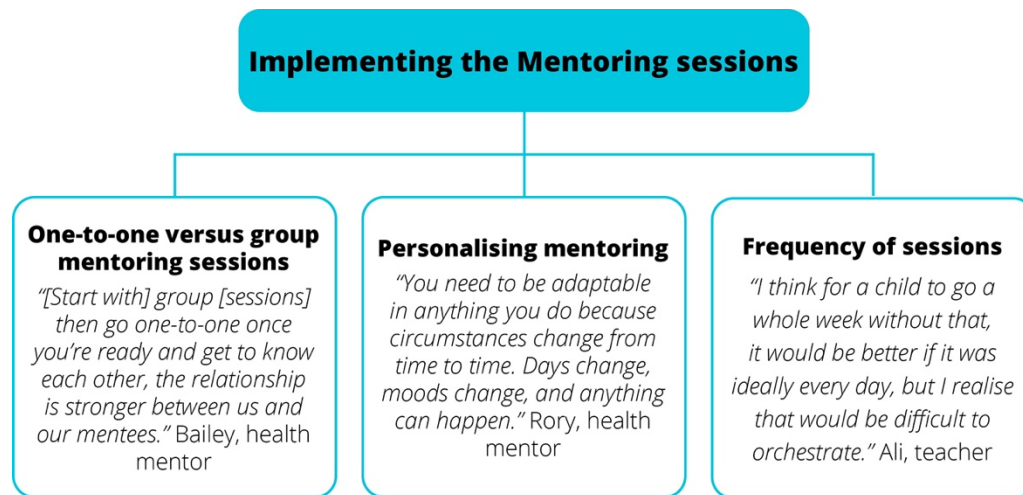 Implementing the Mentoring sessions
One-to-one versus group
mentoring sessions
“[Start with] group [sessions]
then go one-to-one once
you’re ready and get to know
each other, the relationship
is stronger between us and
our mentees.” Bailey, health
mentor
Personalising mentoring
“You need to be adaptable
in anything you do because
circumstances change from
time to time. Days change,
moods change, and anything
can happen.” Rory, health
mentor
Frequency of sessions
“I think for a child to go a
whole week without that,
it would be better if it was
ideally every day, but I realise
that would be difficult to
orchestrate.” Ali, teacher